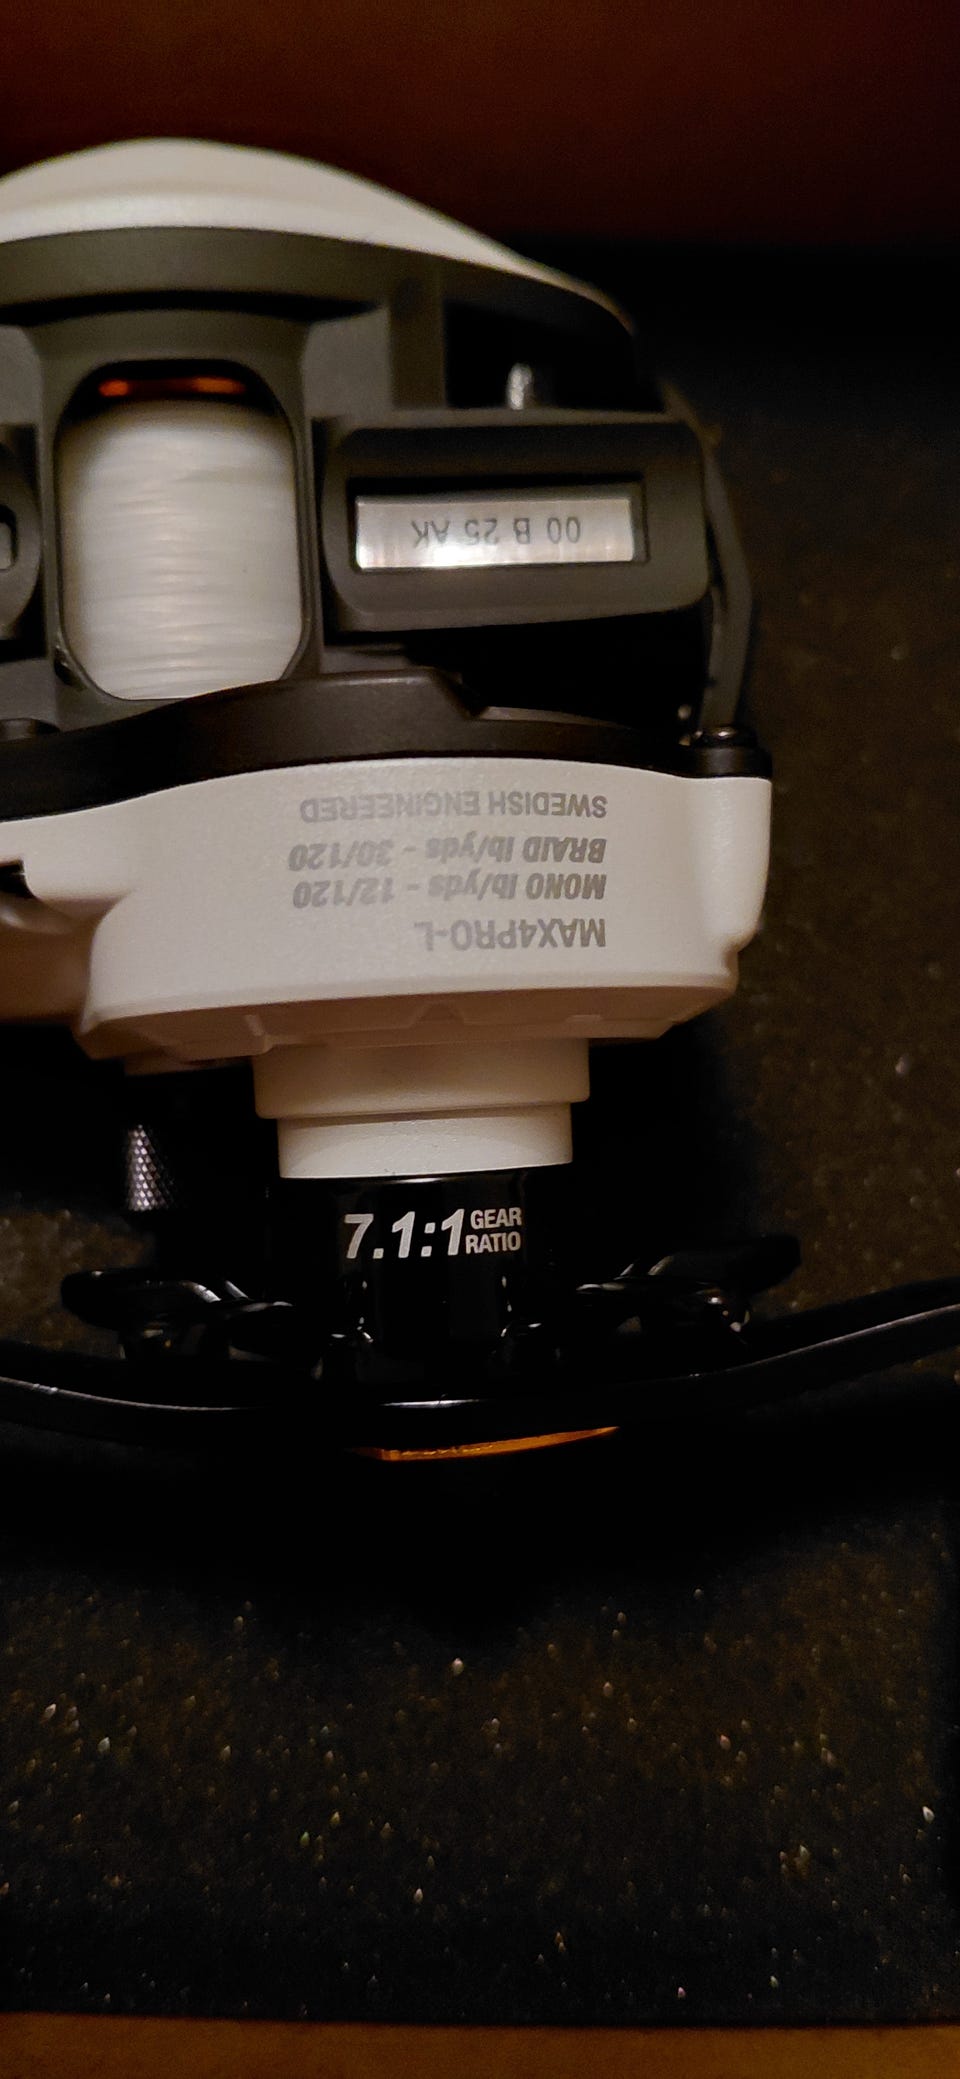 00 B 25 AK
MAX4PRO-L
MONO lb/yds - 12/120
BRAID lb/yds - 30/120
SWEDISH ENGINEERED
7.1:1 GEAR
RATIO